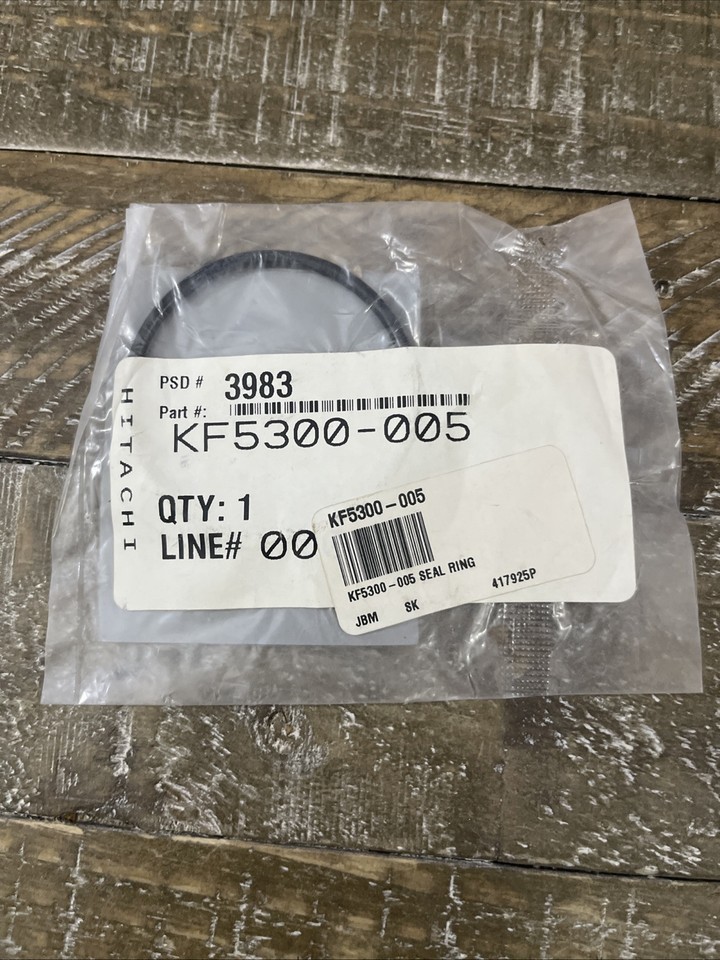 HITACHI
PSD # 3983
Part #:
KF5300-005
QTY: 1
LINE# 00
KF5300-005
KF5300-005 SEAL RING
417925P
JBM SK